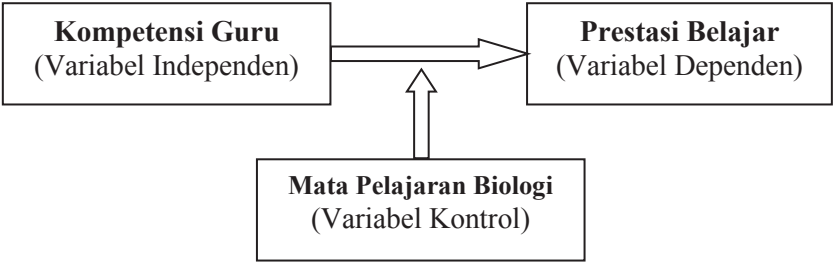 Kompetensi Guru
(Variabel Independen)
Prestasi Belajar
(Variabel Dependen)
Mata Pelajaran Biologi
(Variabel Kontrol)